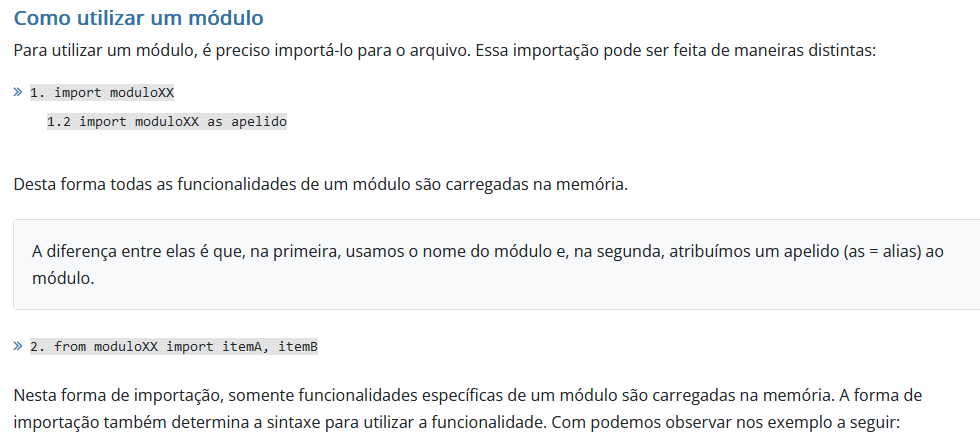 Como utilizar um módulo
Para utilizar um módulo, é preciso importá-lo para o arquivo. Essa importação pode ser feita de maneiras distintas:
» 1. import moduloXX
1.2 import moduloXX as apelido
Desta forma todas as funcionalidades de um módulo são carregadas na memória.
A diferença entre elas é que, na primeira, usamos o nome do módulo e, na segunda, atribuímos um apelido (as = alias) ao
módulo.
» 2. from moduloXX import itemA, itemB
Nesta forma de importação, somente funcionalidades específicas de um módulo são carregadas na memória. A forma de
importação também determina a sintaxe para utilizar a funcionalidade. Com podemos observar nos exemplo a seguir: